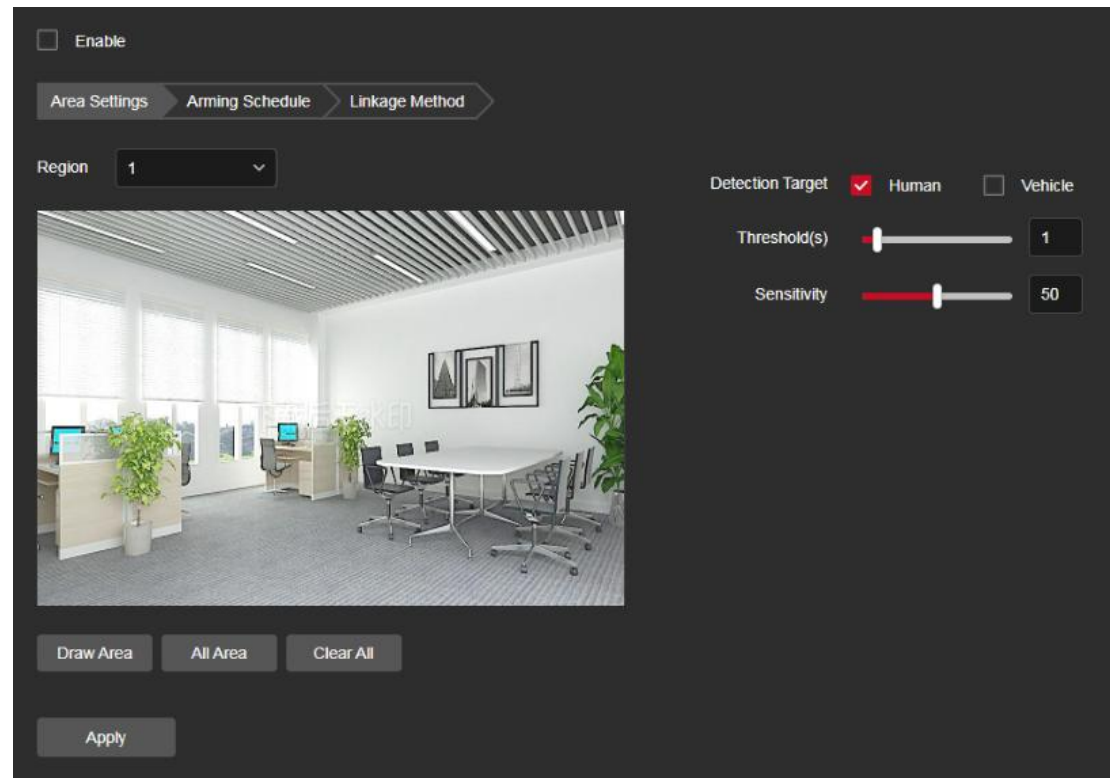 Enable
Area Settings Arming Schedule Linkage Method
Region 1
Detection Target Human Vehicle
Threshold(s) 1
Sensitivity 50
Draw Area All Area Clear All
Apply